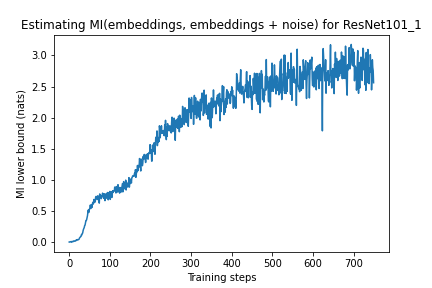 Estimating MI(embeddings, embeddings + noise) for ResNet101_1
MI lower bound (nats)
3.0
2.5
2.0
1.5
1.0
0.5
0.0
0 100 200 300 400 500 600 700
Training steps